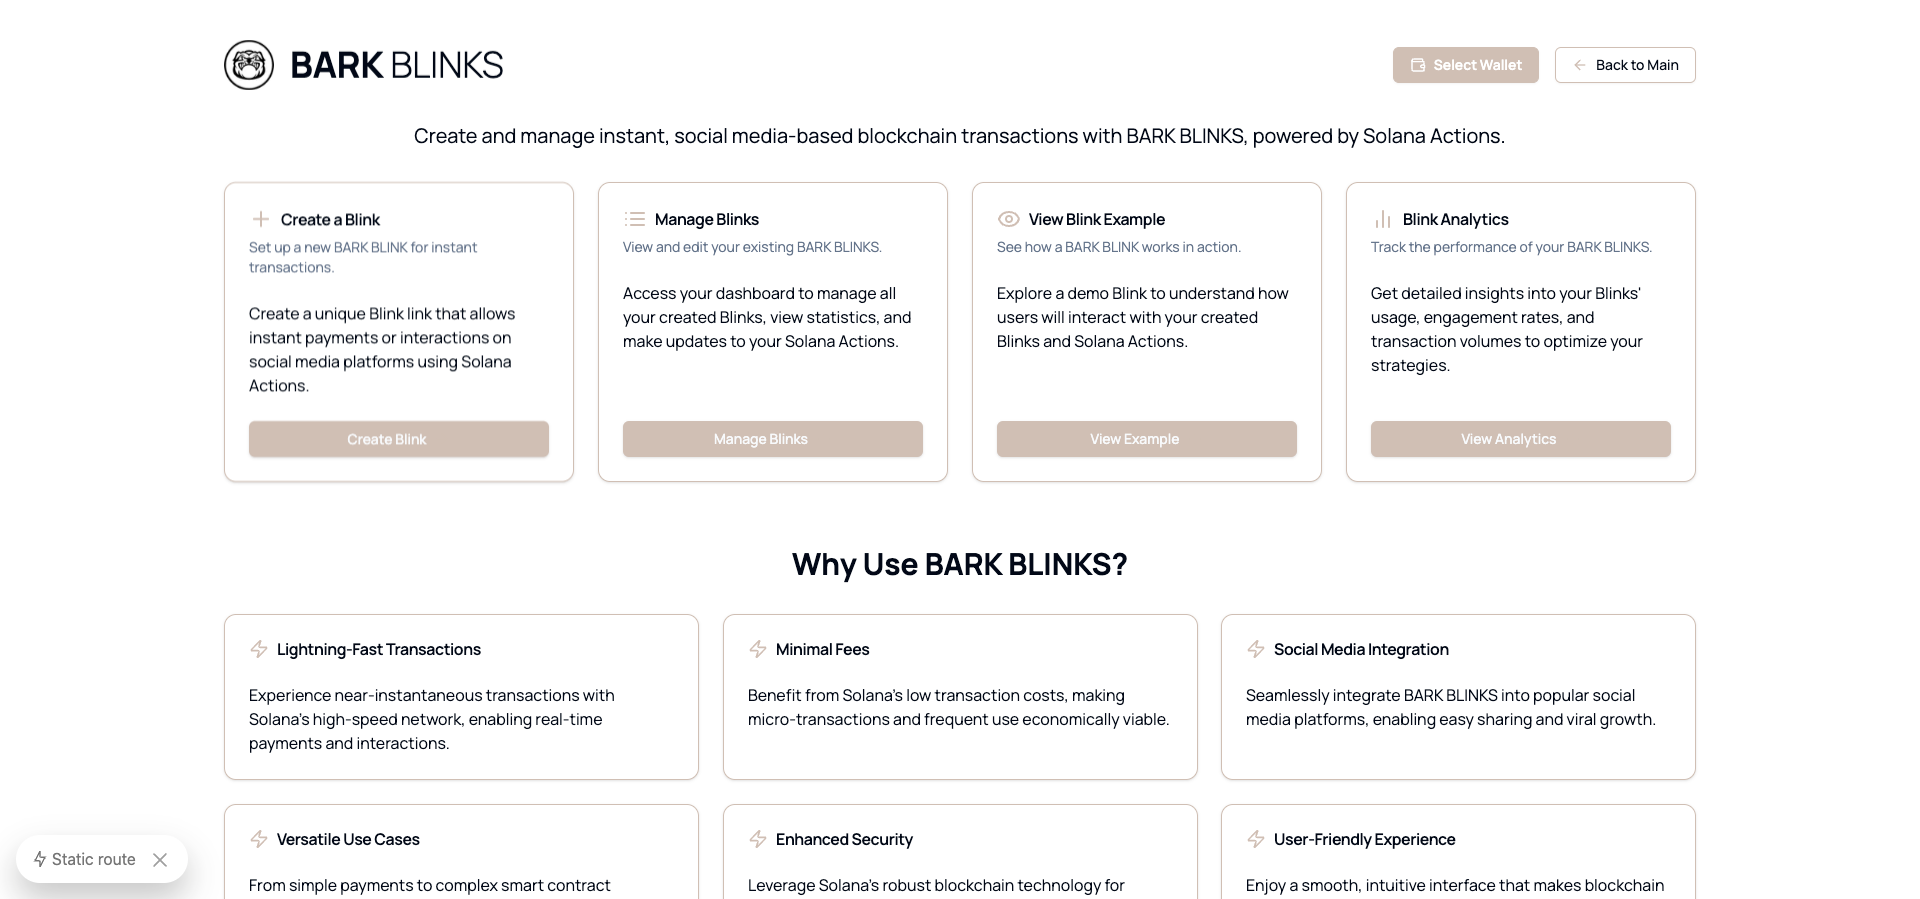 BARK BLINKS
Select Wallet
Back to Main
Create and manage instant, social media-based blockchain transactions with BARK BLINKS, powered by Solana Actions.
Create a Blink
Set up a new BARK BLINK for instant
transactions.
Create a unique Blink link that allows
instant payments or interactions on
social media platforms using Solana
Actions.
Create Blink
Manage Blinks
View and edit your existing BARK BLINKS.
Access your dashboard to manage all
your created Blinks, view statistics, and
make updates to your Solana Actions.
Manage Blinks
View Blink Example
See how a BARK BLINK works in action.
Explore a demo Blink to understand how
users will interact with your created
Blinks and Solana Actions.
View Example
Blink Analytics
Track the performance of your BARK BLINKS.
Get detailed insights into your Blinks'
usage, engagement rates, and
transaction volumes to optimize your
strategies.
View Analytics
Why Use BARK BLINKS?
Lightning-Fast Transactions
Experience near-instantaneous transactions with
Solana's high-speed network, enabling real-time
payments and interactions.
Minimal Fees
Benefit from Solana's low transaction costs, making
micro-transactions and frequent use economically viable.
Social Media Integration
Seamlessly integrate BARK BLINKS into popular social
media platforms, enabling easy sharing and viral growth.
Versatile Use Cases
From simple payments to complex smart contract
Enhanced Security
Leverage Solana's robust blockchain technology for
User-Friendly Experience
Enjoy a smooth, intuitive interface that makes blockchain
Static route